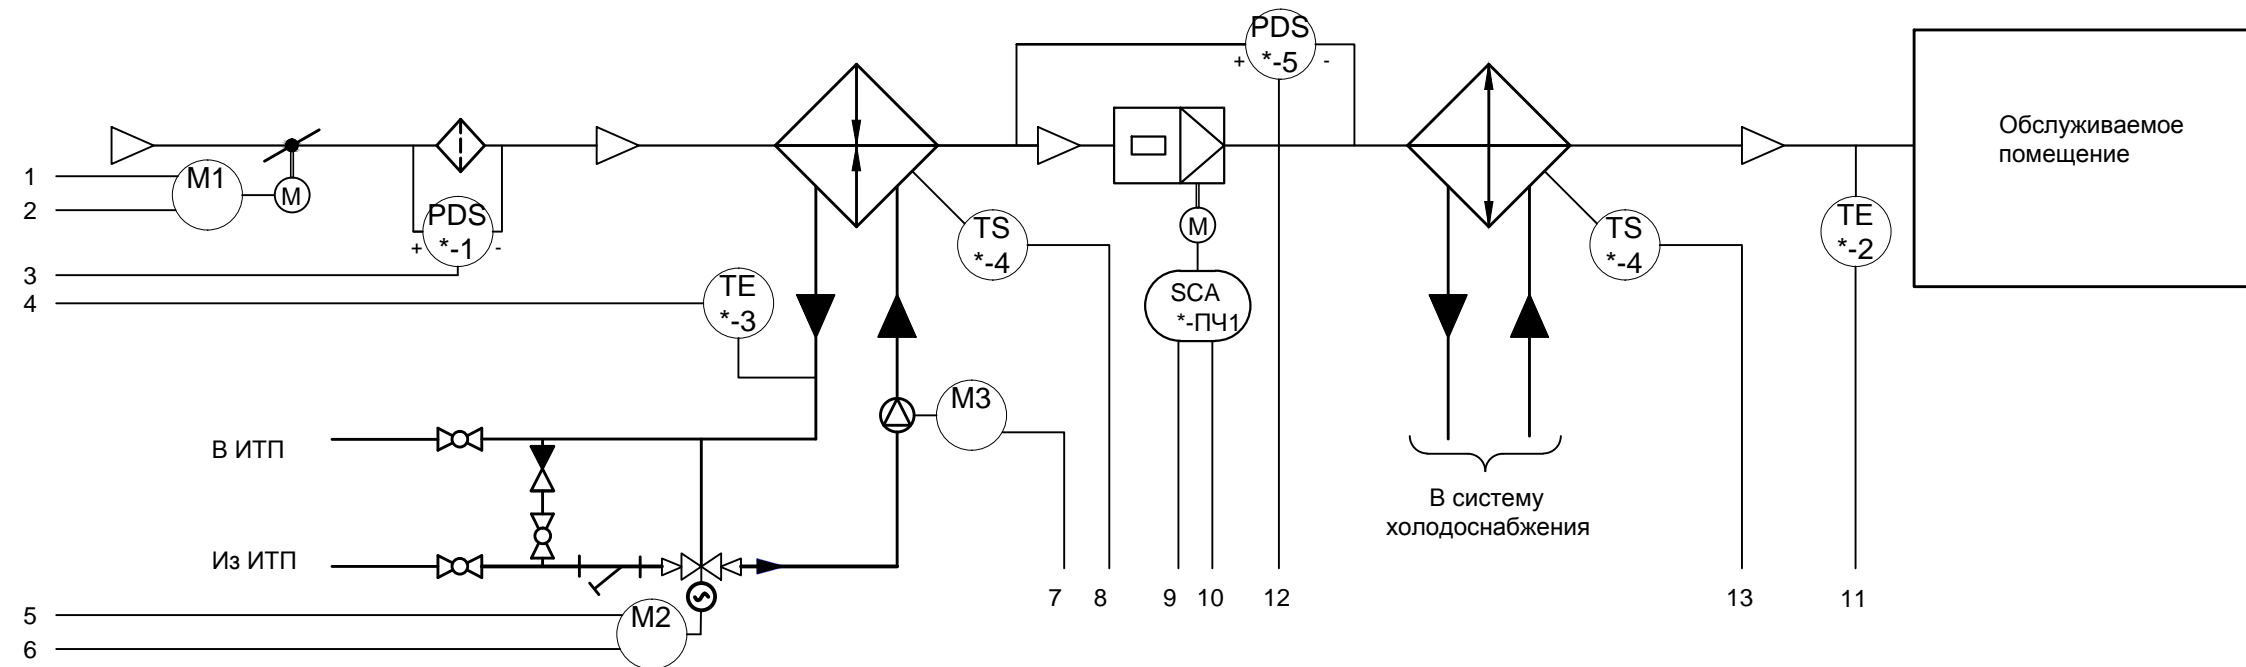 PDS
*-5
+ -
Обслуживаемое
помещение
1
2
M1
M
PDS
*-1
+ -
3
4
TE
*-3
TS
*-4
M
SCA
*-ПЧ1
TS
*-4
TE
*-2
M3
В ИТП
Из ИТП
В систему
холодоснабжения
5
6
M2
7 8 9 10 12 13 11